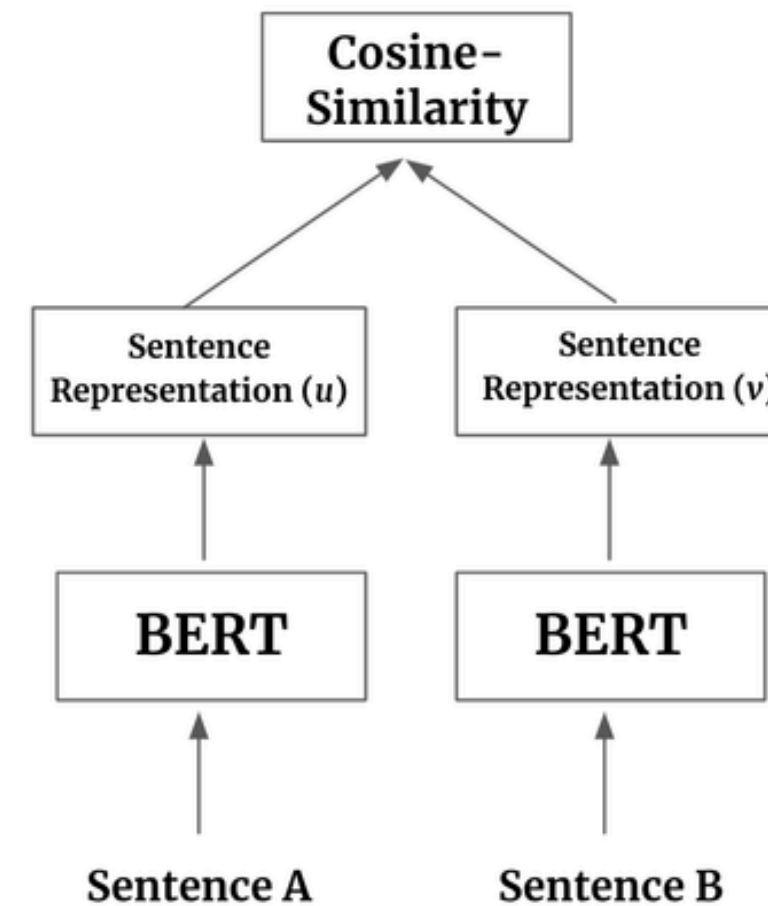 Cosine-
Similarity
Sentence
Representation (u)
Sentence
Representation (v)
BERT
BERT
Sentence A
Sentence B